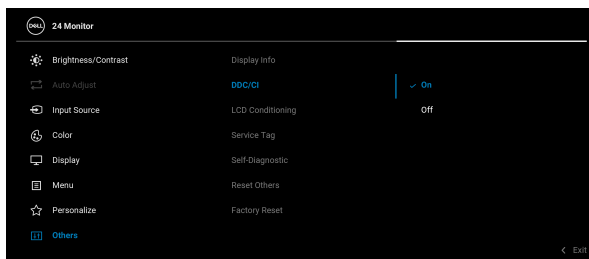 DELL 24 Monitor
Brightness/Contrast Display Info
Auto Adjust DDC/CI On
Input Source LCD Conditioning Off
Color Service Tag
Display Self-Diagnostic
Menu Reset Others
Personalize Factory Reset
Others
Exit